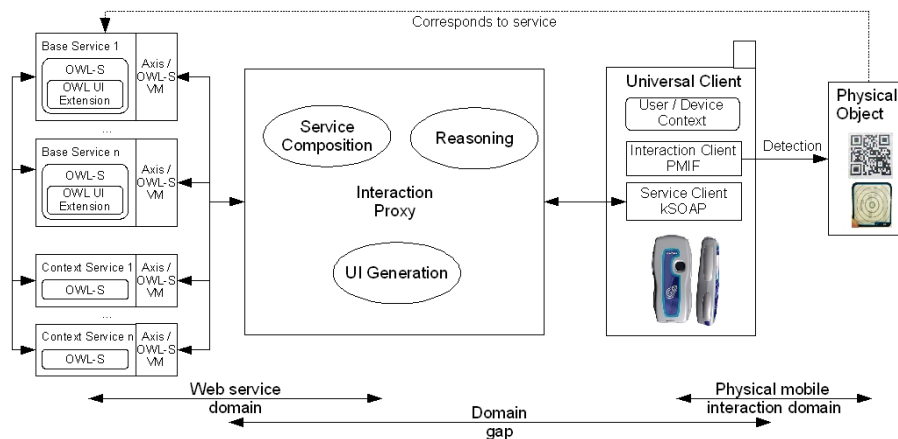 Corresponds to service
Base Service 1
OWL-S
OWL UI
Extension
Axis /
OWL-S
VM
...
Base Service n
OWL-S
OWL UI
Extension
Axis /
OWL-S
VM
Context Service 1
OWL-S
Axis /
OWL-S
VM
...
Context Service n
OWL-S
Axis /
OWL-S
VM
Service
Composition
Reasoning
Interaction
Proxy
UI Generation
Universal Client
User / Device
Context
Interaction Client
PMIF
Service Client
kSOAP
Detection
Physical
Object
Web service
domain
Domain
gap
Physical mobile
interaction domain